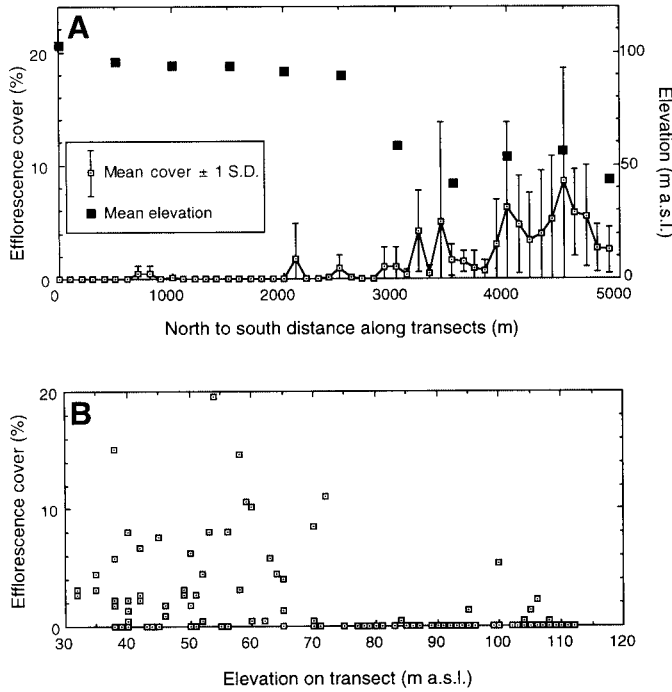 A
Efflorescence cover (%)
20
10
0
Mean cover ± 1 S.D.
Mean elevation
100
50
0
Elevation (m a.s.l.)
0 1000 2000 3000 4000 5000
North to south distance along transects (m)
B
Efflorescence cover (%)
20
10
0
30 40 50 60 70 80 90 100 110 120
Elevation on transect (m a.s.l.)